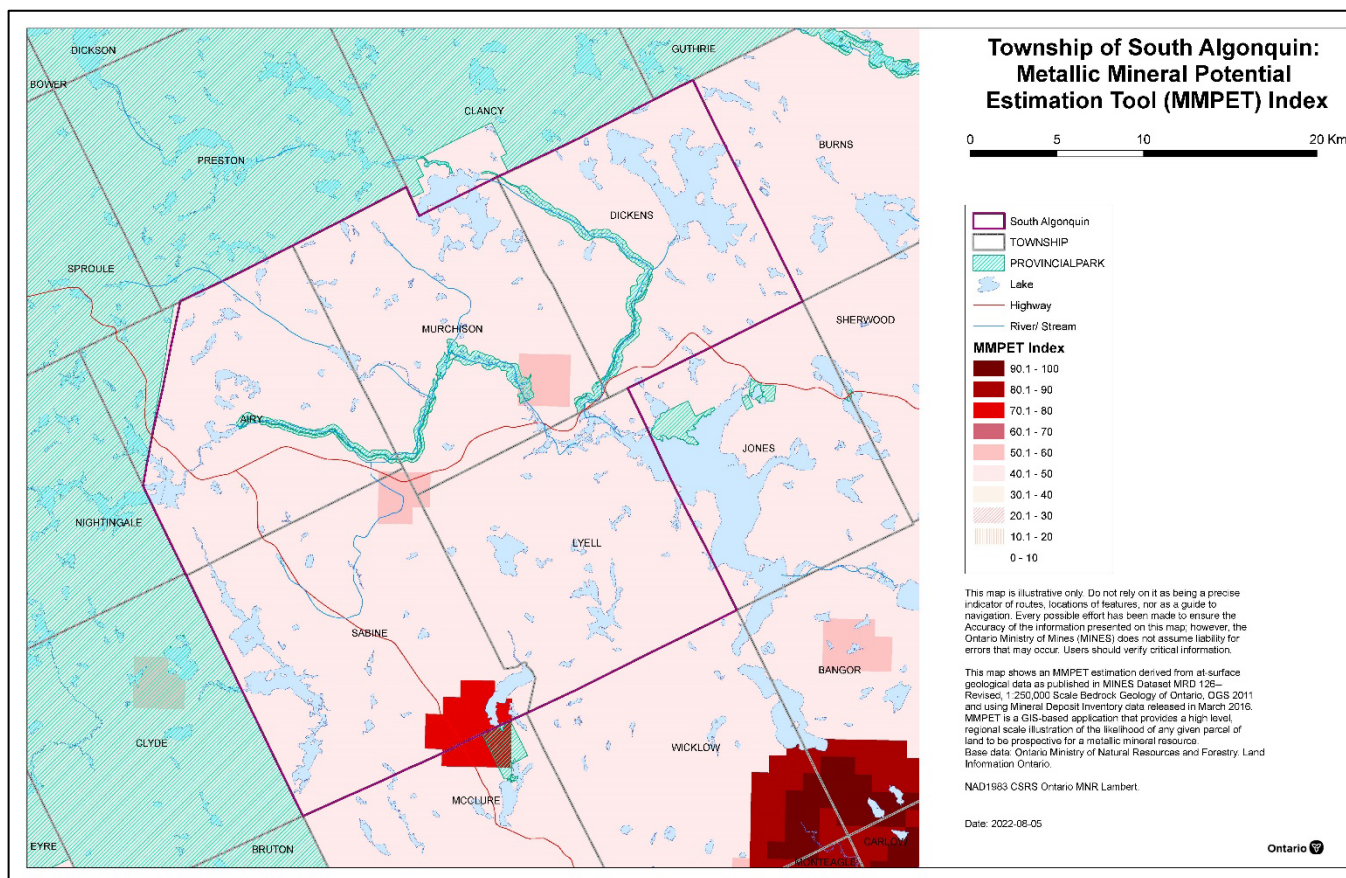 Township of South Algonquin:
Metallic Mineral Potential
Estimation Tool (MMPET) Index
0 5 10 20 Km
South Algonquin
TOWNSHIP
PROVINCIALPARK
Lake
Highway
River/ Stream
MMPET Index
90.1 - 100
80.1 - 90
70.1 - 80
60.1 - 70
50.1 - 60
40.1 - 50
30.1 - 40
20.1 - 30
10.1 - 20
0 - 10
This map is illustrative only. Do not rely on it as being a precise
indicator of routes, locations of features, nor as a guide to
navigation. Every possible effort has been made to ensure the
Accuracy of the information presented on this map; however, the
Ontario Ministry of Mines (MINES) does not assume liability for
errors that may occur. Users should verify critical information.
This map shows an MMPET estimation derived from at-surface
geological data as published in MINES Dataset MRD 126–
Revised, 1:250,000 Scale Bedrock Geology of Ontario, OGS 2011
and using Mineral Deposit Inventory data released in March 2016.
MMPET is a GIS-based application that provides a high level,
regional scale illustration of the likelihood of any given parcel of
land to be prospective for a metallic mineral resource.
Base data: Ontario Ministry of Natural Resources and Forestry. Land
Information Ontario.
NAD1983 CSRS Ontario MNR Lambert.
Date: 2022-08-05
Ontario
DICKSON
GUTHRIE
BOWER
CLANCY
BURNS
PRESTON
DICKENS
SPROULE
SHERWOOD
MURCHISON
AIRY
JONES
NIGHTINGALE
LYELL
SABINE
BANGOR
CLYDE
WICKLOW
MCCLURE
EYRE
BRUTON
CARLOW
MONTEAGLE